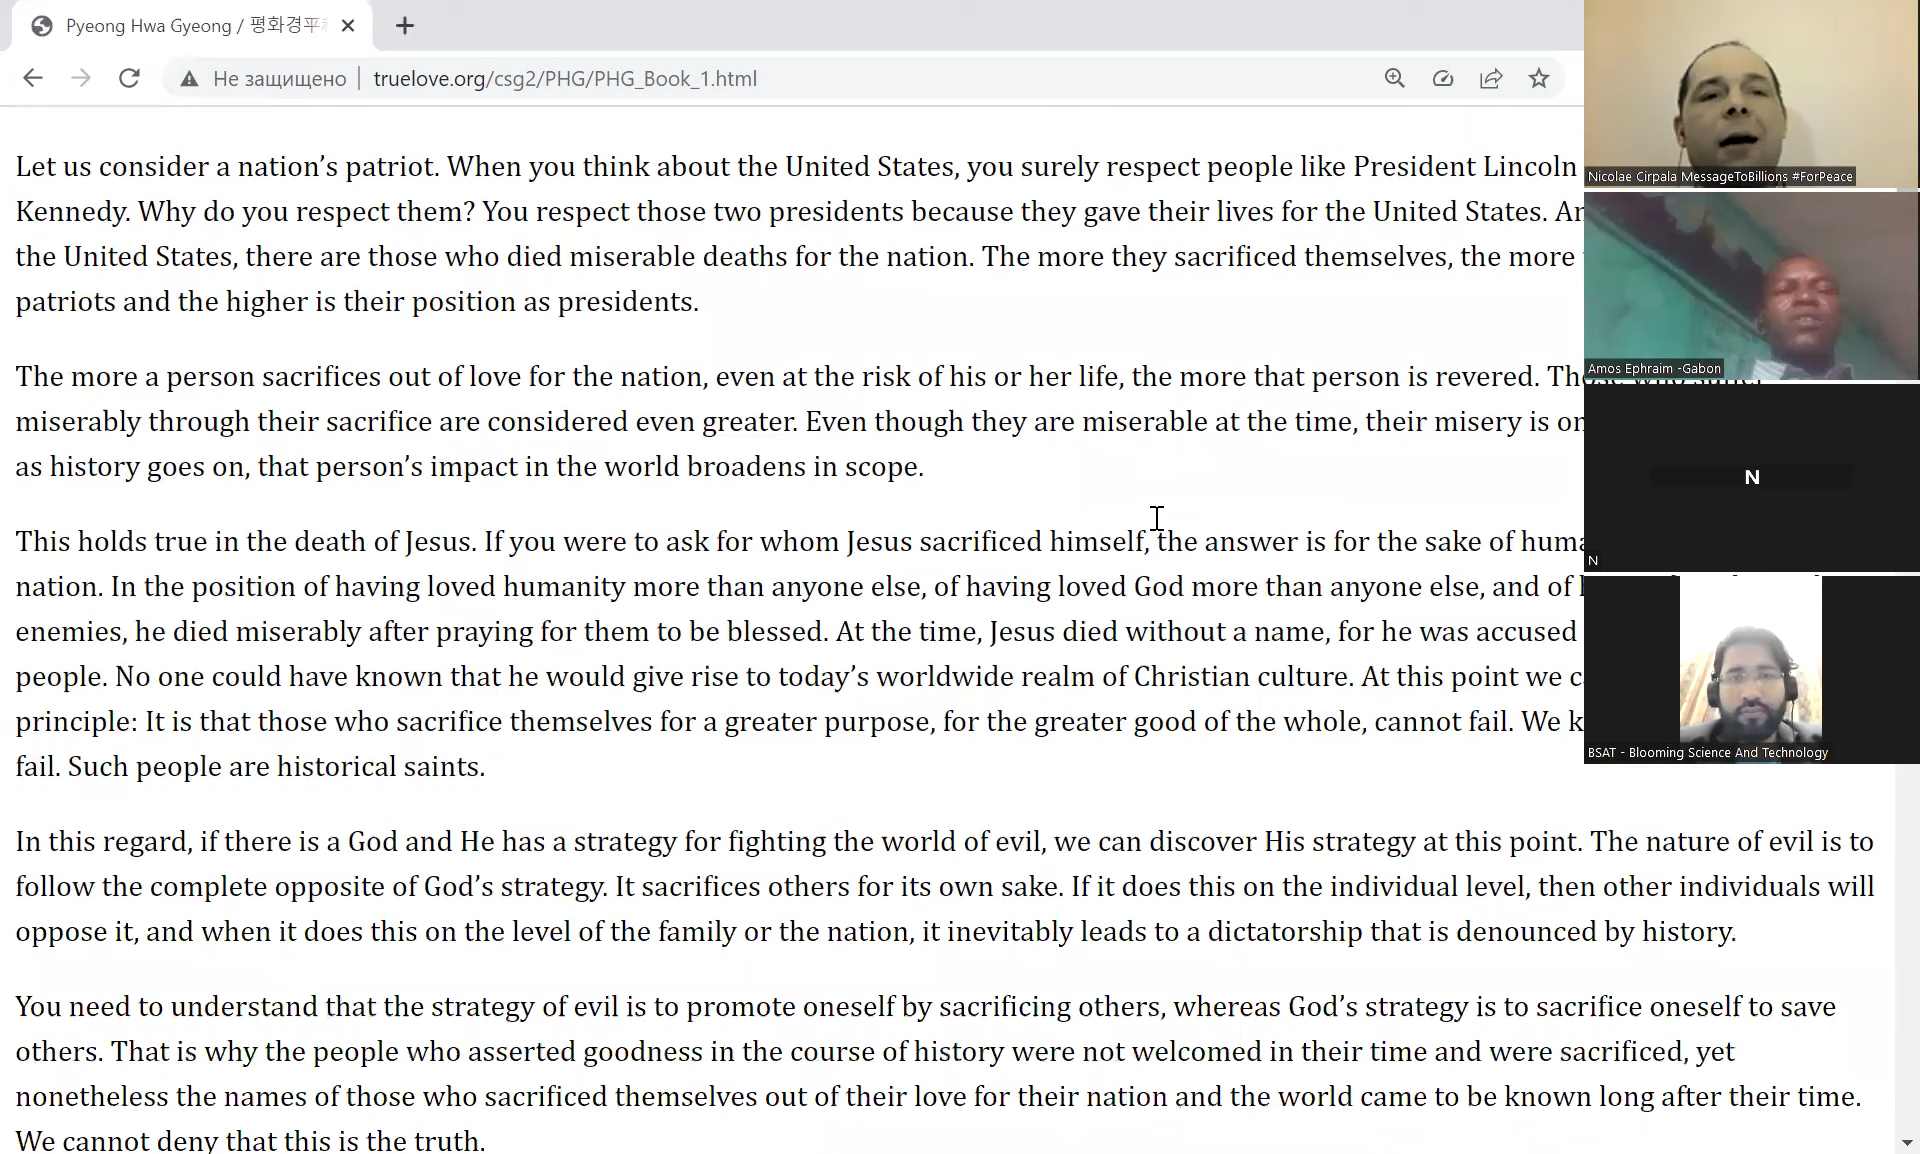 Pyeong Hwa Gyeong / 평화경平
Не защищено
truelove.org/csg2/PHG/PHG_Book_1.html
Let us consider a nation’s patriot. When you think about the United States, you surely respect people like President Lincoln
Kennedy. Why do you respect them? You respect those two presidents because they gave their lives for the United States.
the United States, there are those who died miserable deaths for the nation. The more they sacrificed themselves, the more
patriots and the higher is their position as presidents.
The more a person sacrifices out of love for the nation, even at the risk of his or her life, the more that person is revered. Those who suffer
miserably through their sacrifice are considered even greater. Even though they are miserable at the time, their misery is
as history goes on, that person’s impact in the world broadens in scope.
This holds true in the death of Jesus. If you were to ask for whom Jesus sacrificed himself, the answer is for the sake of
nation. In the position of having loved humanity more than anyone else, of having loved God more than anyone else, and of
enemies, he died miserably after praying for them to be blessed. At the time, Jesus died without a name, for he was accused
people. No one could have known that he would give rise to today’s worldwide realm of Christian culture. At this point we
principle: It is that those who sacrifice themselves for a greater purpose, for the greater good of the whole, cannot fail. We
fail. Such people are historical saints.
In this regard, if there is a God and He has a strategy for fighting the world of evil, we can discover His strategy at this point. The nature of evil is to
follow the complete opposite of God’s strategy. It sacrifices others for its own sake. If it does this on the individual level, then other individuals will
oppose it, and when it does this on the level of the family or the nation, it inevitably leads to a dictatorship that is denounced by history.
You need to understand that the strategy of evil is to promote oneself by sacrificing others, whereas God’s strategy is to sacrifice oneself to save
others. That is why the people who asserted goodness in the course of history were not welcomed in their time and were sacrificed, yet
nonetheless the names of those who sacrificed themselves out of their love for their nation and the world came to be known long after their time.
We cannot deny that this is the truth.
Nicolae Cirpala MessageToBillions #ForPeace
Amos Ephraim -Gabon
N
N
BSAT - Blooming Science And Technology